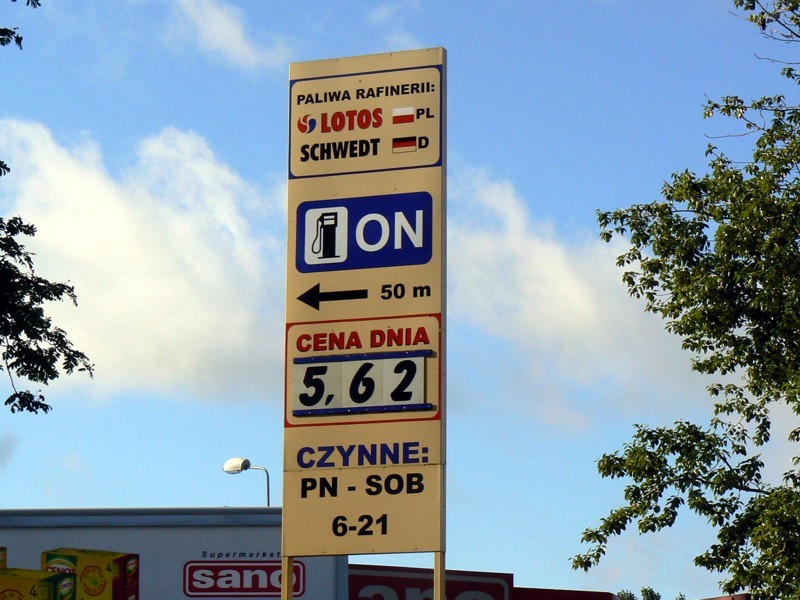 PALIWA RAFINERII:
LOTOS PL
SCHWEDT D
ON
50 m
CENA DNIA
5,62
CZYNNE:
PN - SOB
6-21
Supermarket
sano